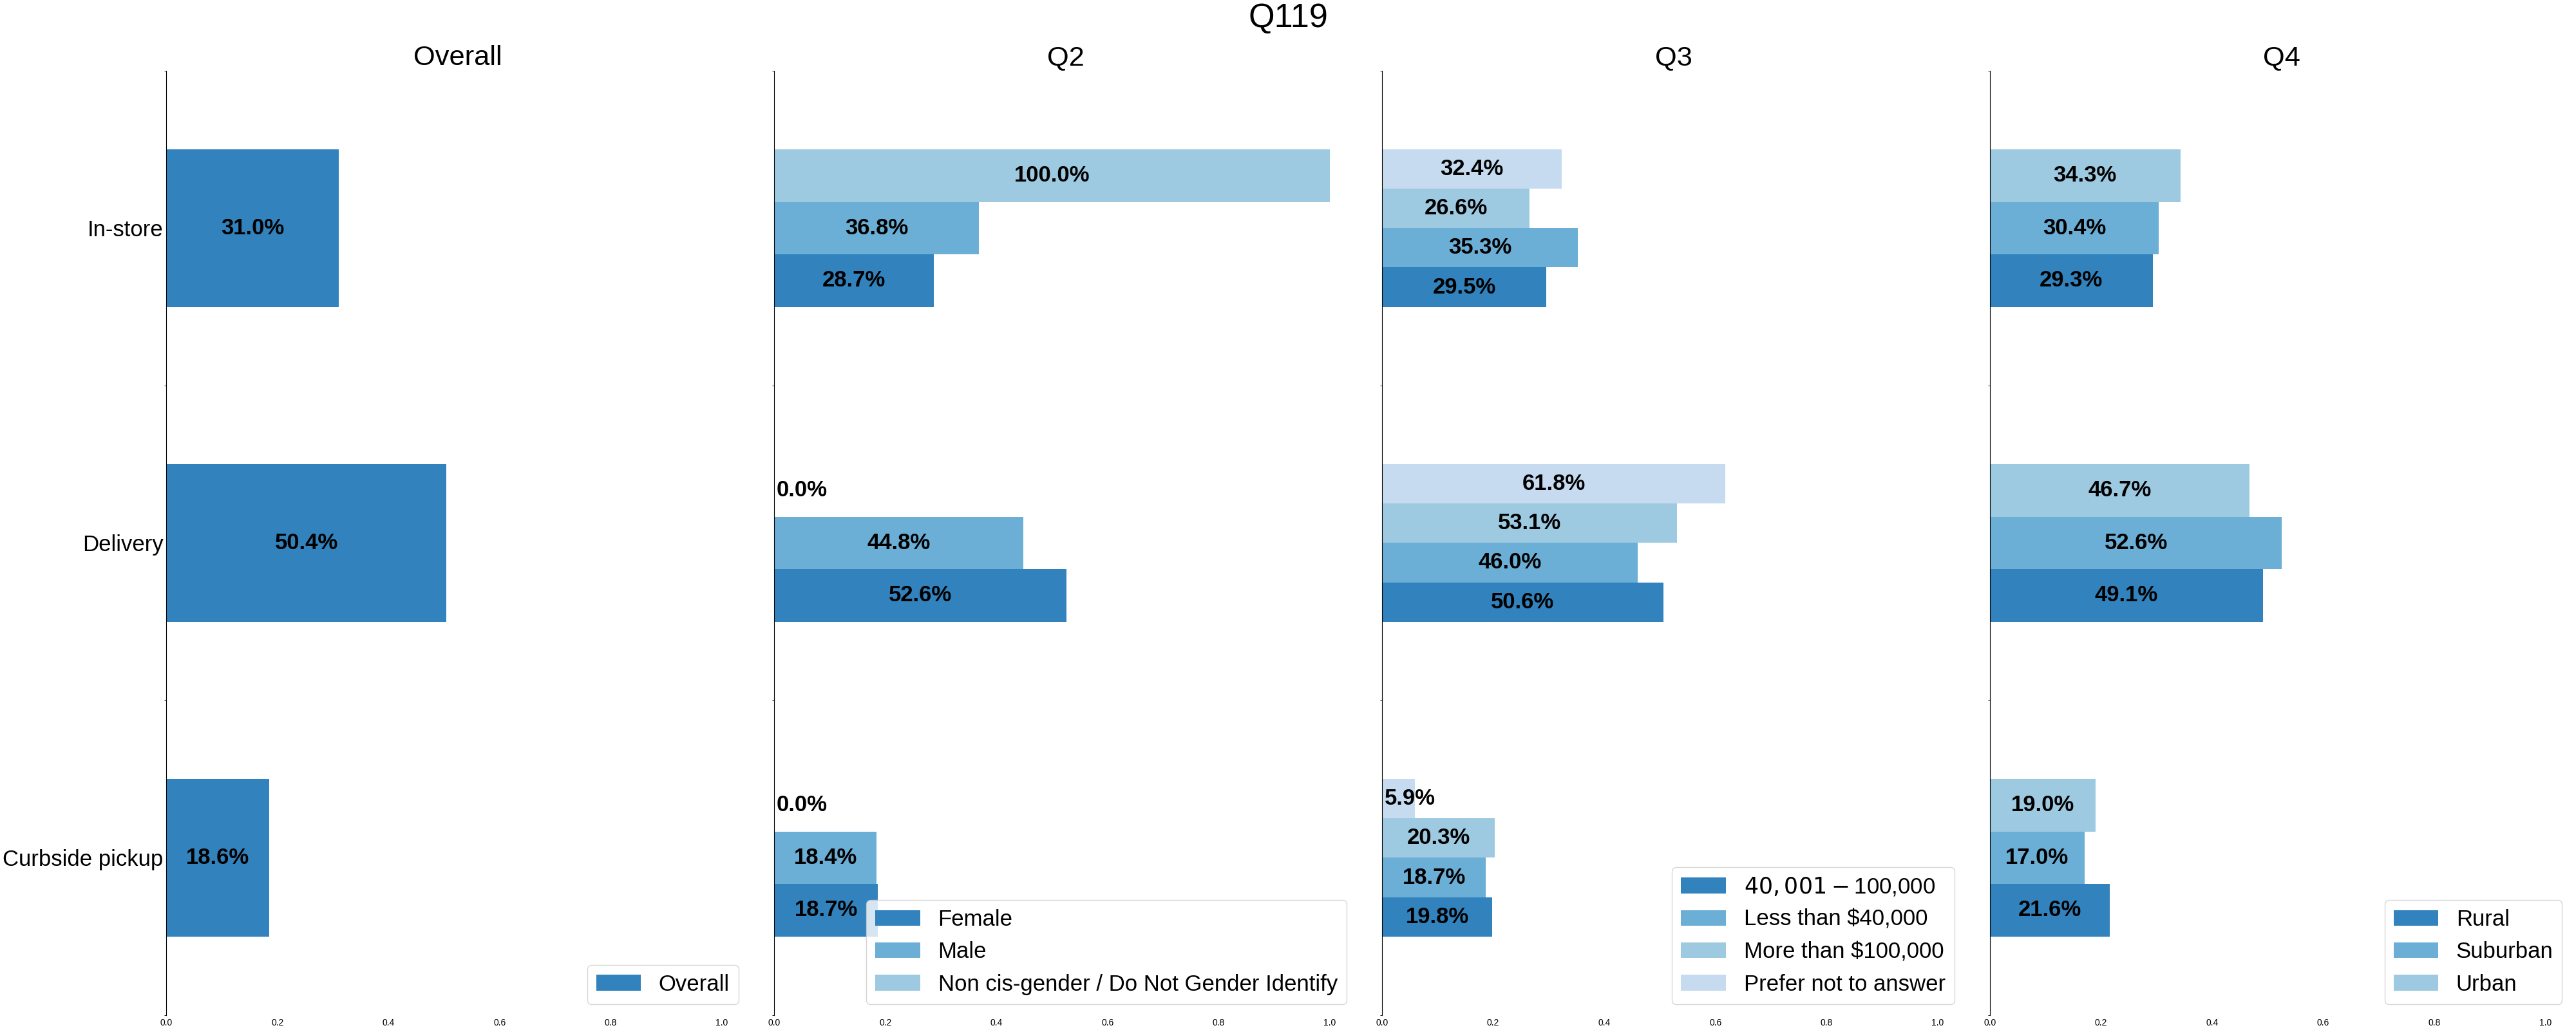 Q119
Overall
Q2
Q3
Q4
In-store
Delivery
Curbside pickup
31.0%
50.4%
18.6%
Overall
0.0 0.2 0.4 0.6 0.8 1.0
100.0%
36.8%
28.7%
0.0%
44.8%
52.6%
0.0%
18.4%
18.7%
Female
Male
Non cis-gender / Do Not Gender Identify
0.0 0.2 0.4 0.6 0.8 1.0
32.4%
26.6%
35.3%
29.5%
61.8%
53.1%
46.0%
50.6%
5.9%
20.3%
18.7%
19.8%
40,001 - 100,000
Less than $40,000
More than $100,000
Prefer not to answer
0.0 0.2 0.4 0.6 0.8 1.0
34.3%
30.4%
29.3%
46.7%
52.6%
49.1%
19.0%
17.0%
21.6%
Rural
Suburban
Urban
0.0 0.2 0.4 0.6 0.8 1.0